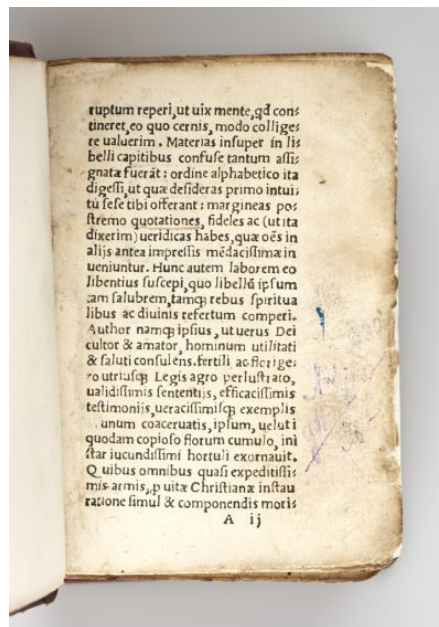 ruptum reperi, ut uix mente, qd con⸗
tineret, eo quo cernis, modo collige⸗
re ualuerim. Materias insuper in li⸗
belli capitibus confuse tantum assi⸗
gnatæ fuerāt: ordine alphabetico ita
digessi, ut quæ desideras primo intui⸗
tū sese tibi offerant: margineas po⸗
stremo quotationes, fideles ac (ut ita
dixerim) ueridicas habes, quæ oēs in
alijs antea impressis mēdacissimæ in
ueniuntur. Hunc autem laborem eo
libentius suscepi, quo libellū ipsum
tam salubrem, tamqꝫ rebus spiritua
libus ac diuinis refertum comperi.
Author namqꝫ ipsius, ut uerus Dei
cultor & amator, hominum utilitati
& saluti consulens. fertili ac florige⸗
ro utriusqꝫ Legis agro perlustrato,
ualidissimis sententijs, efficacissimis
testimonijs, ueracissimisqꝫ exemplis
unum coaceruatis, ipsum, uelut i
quodam copioso florum cumulo, ini
star iucundissimi hortuli exornauit.
Quibus omnibus quasi expeditissi⸗
mis armis, ꝓ uitæ Christianæ instau
ratione simul & componendis mori⸗
A ij